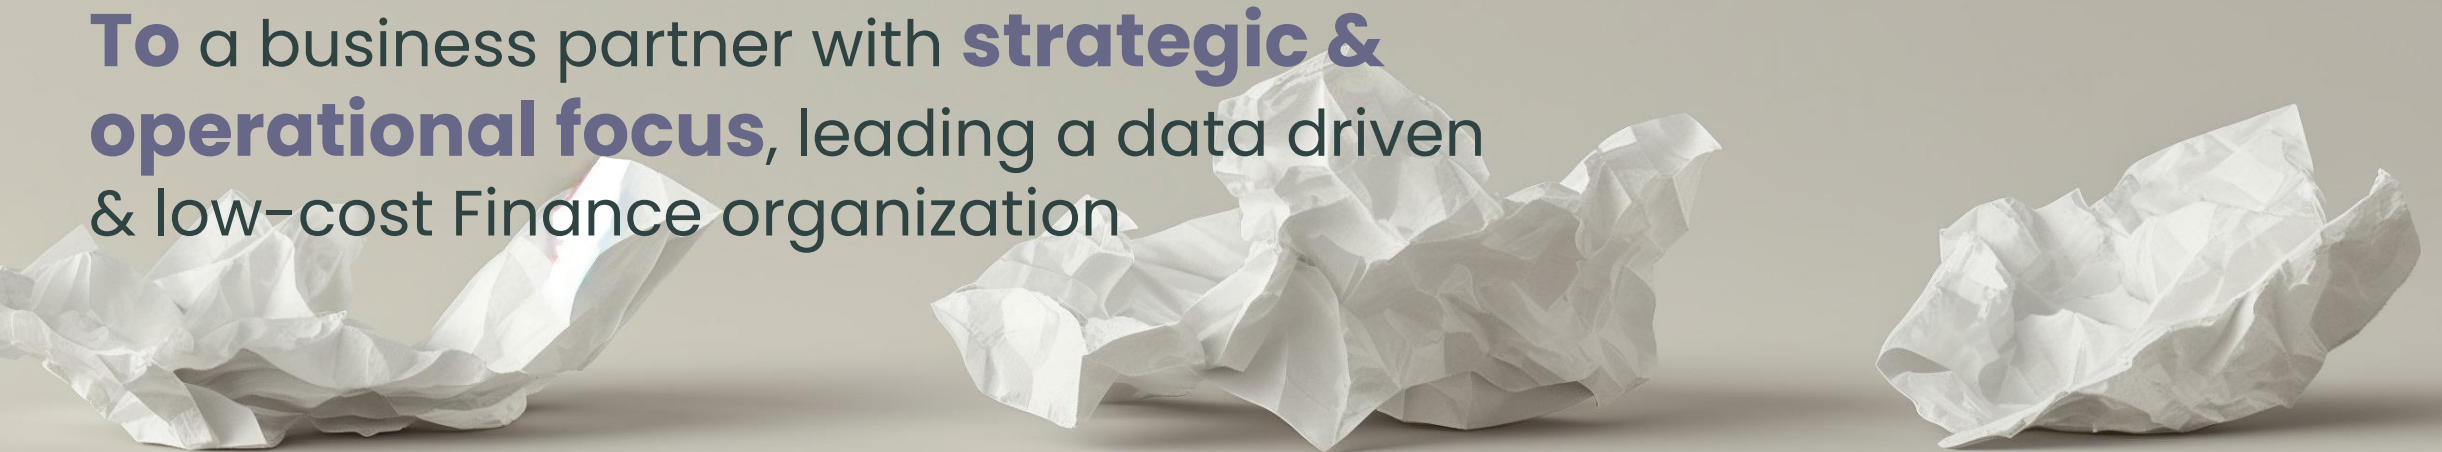 To a business partner with strategic &
operational focus, leading a data driven
& low-cost Finance organization